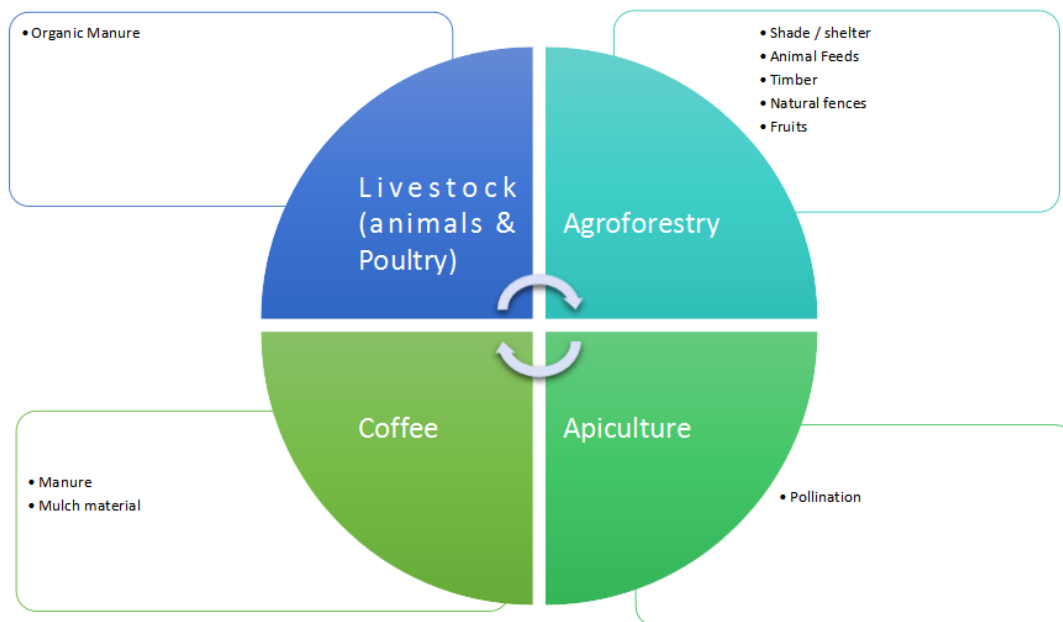 • Organic Manure
• Shade / shelter
• Animal Feeds
• Timber
• Natural fences
• Fruits
Livestock
(animals &
Poultry)
Agroforestry
Coffee
Apiculture
• Manure
• Mulch material
• Pollination